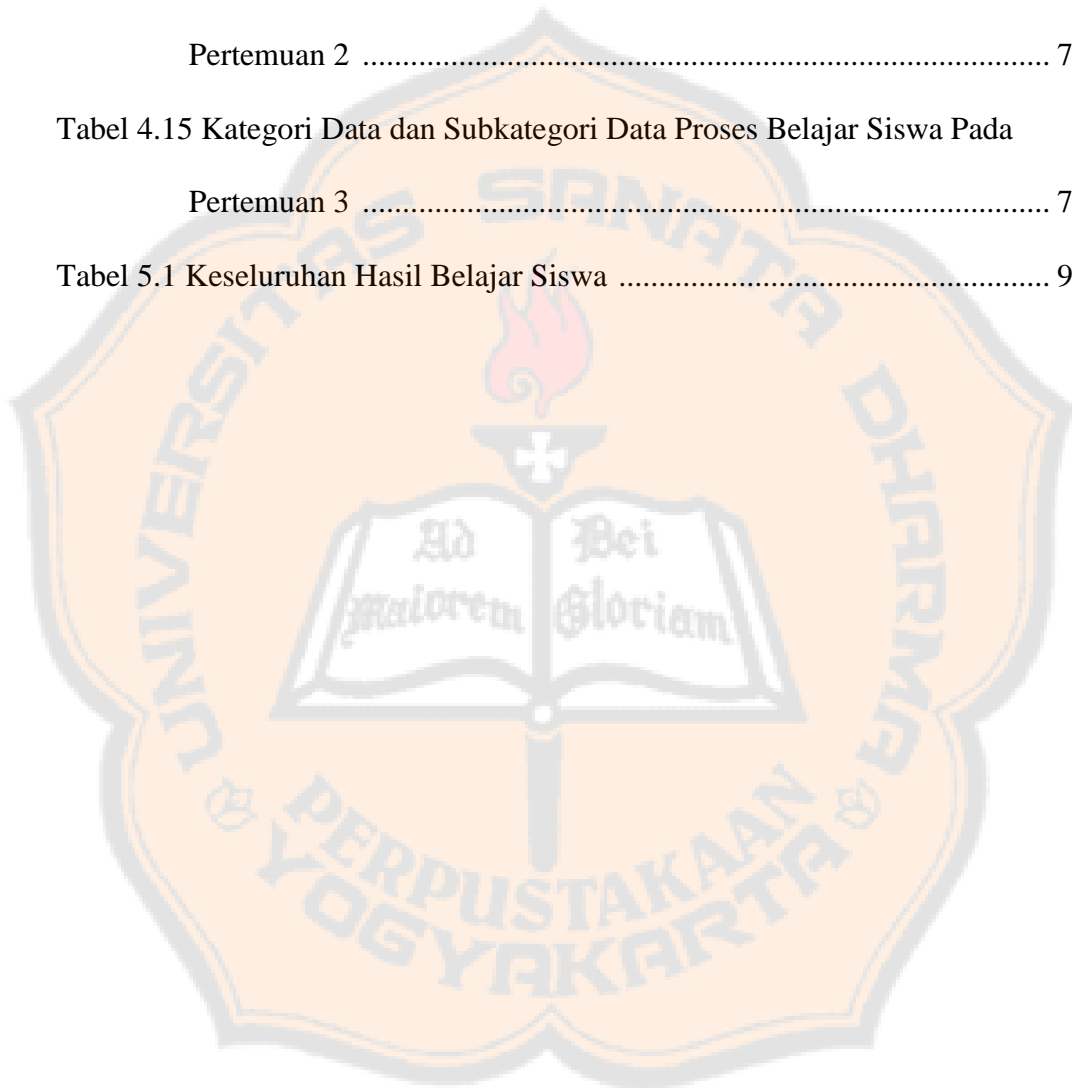 Pertemuan 2 ........................................................................ 7
Tabel 4.15 Kategori Data dan Subkategori Data Proses Belajar Siswa Pada
Pertemuan 3 ........................................................................ 7
Tabel 5.1 Keseluruhan Hasil Belajar Siswa ............................................. 9
UNIVERSITAS SANATA DHARMA
Ad Maiorem
Dei Gloriam
PERPUSTAKAAN
YOGYAKARTA